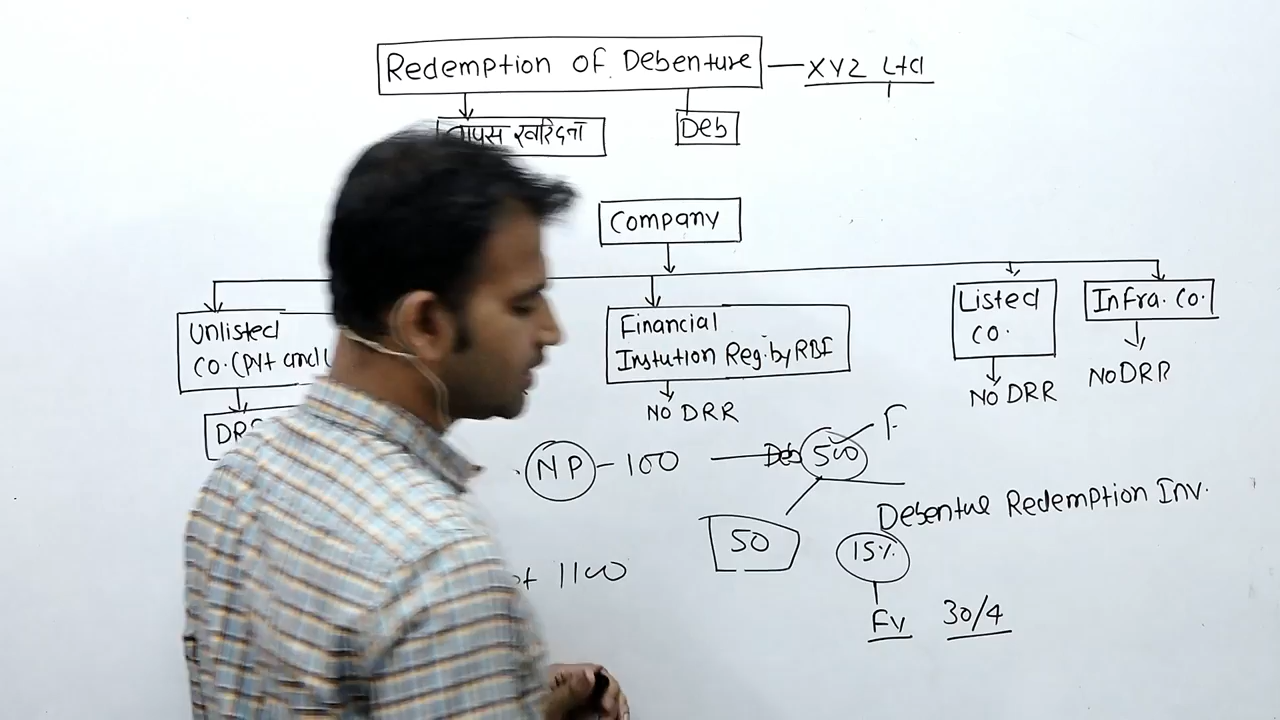 Redemption of Debenture — XYZ Ltd
वापस खरिदना
Deb
Company
Unlisted
Co. (pvt and
Financial
Instution Reg. by RBI
Listed
Co.
Infra. Co.
DR
NO DRR
NO DRR
NO DRR
NP - 100 — Deb 500 F
50
Debenture Redemption Inv.
15%
1100
FV 30/4